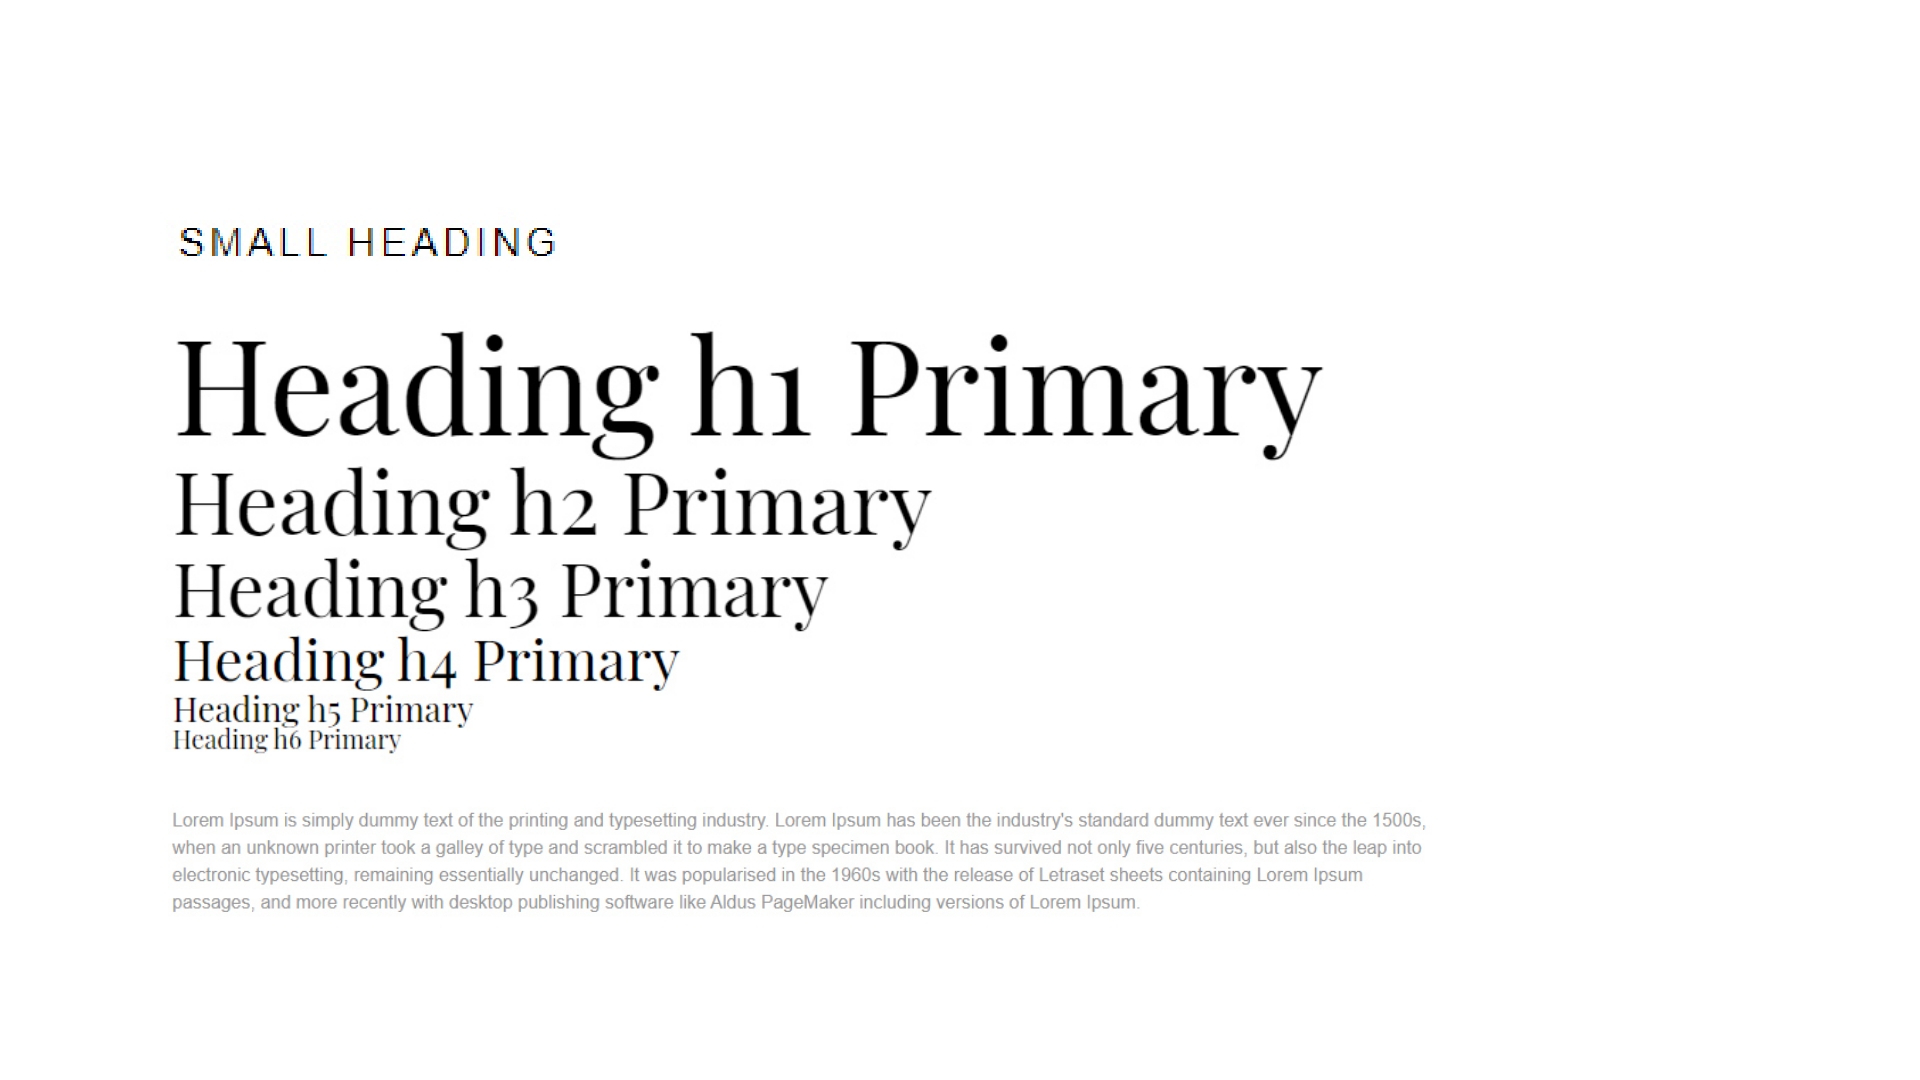 SMALL HEADING
Heading h1 Primary
Heading h2 Primary
Heading h3 Primary
Heading h4 Primary
Heading h5 Primary
Heading h6 Primary
Lorem Ipsum is simply dummy text of the printing and typesetting industry. Lorem Ipsum has been the industry's standard dummy text ever since the 1500s,
when an unknown printer took a galley of type and scrambled it to make a type specimen book. It has survived not only five centuries, but also the leap into
electronic typesetting, remaining essentially unchanged. It was popularised in the 1960s with the release of Letraset sheets containing Lorem Ipsum
passages, and more recently with desktop publishing software like Aldus PageMaker including versions of Lorem Ipsum.